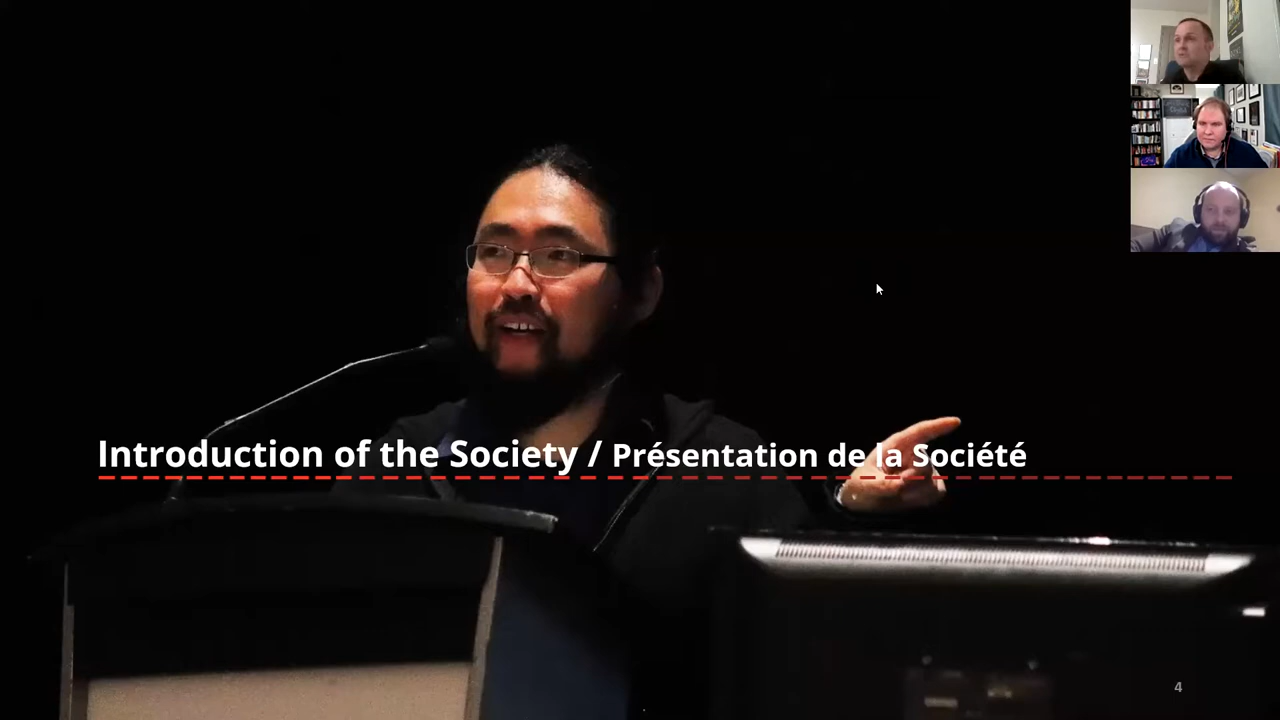 Introduction of the Society / Présentation de la Société
4